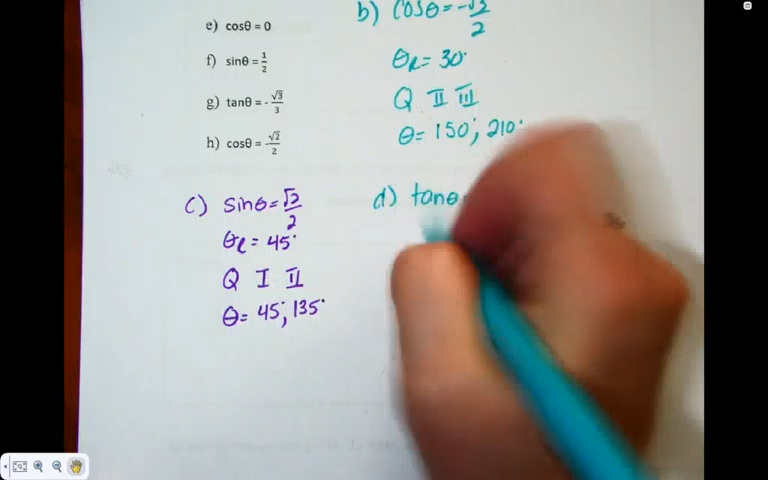 e) cosθ = 0
f) sinθ = 1/2
g) tanθ = -√3/3
h) cosθ = √2/2
b) cosθ = -√3/2
θR = 30°
Q II III
θ = 150°, 210°
c) sinθ = √2/2
θR = 45°
Q I II
θ = 45°, 135°
d) tanθ